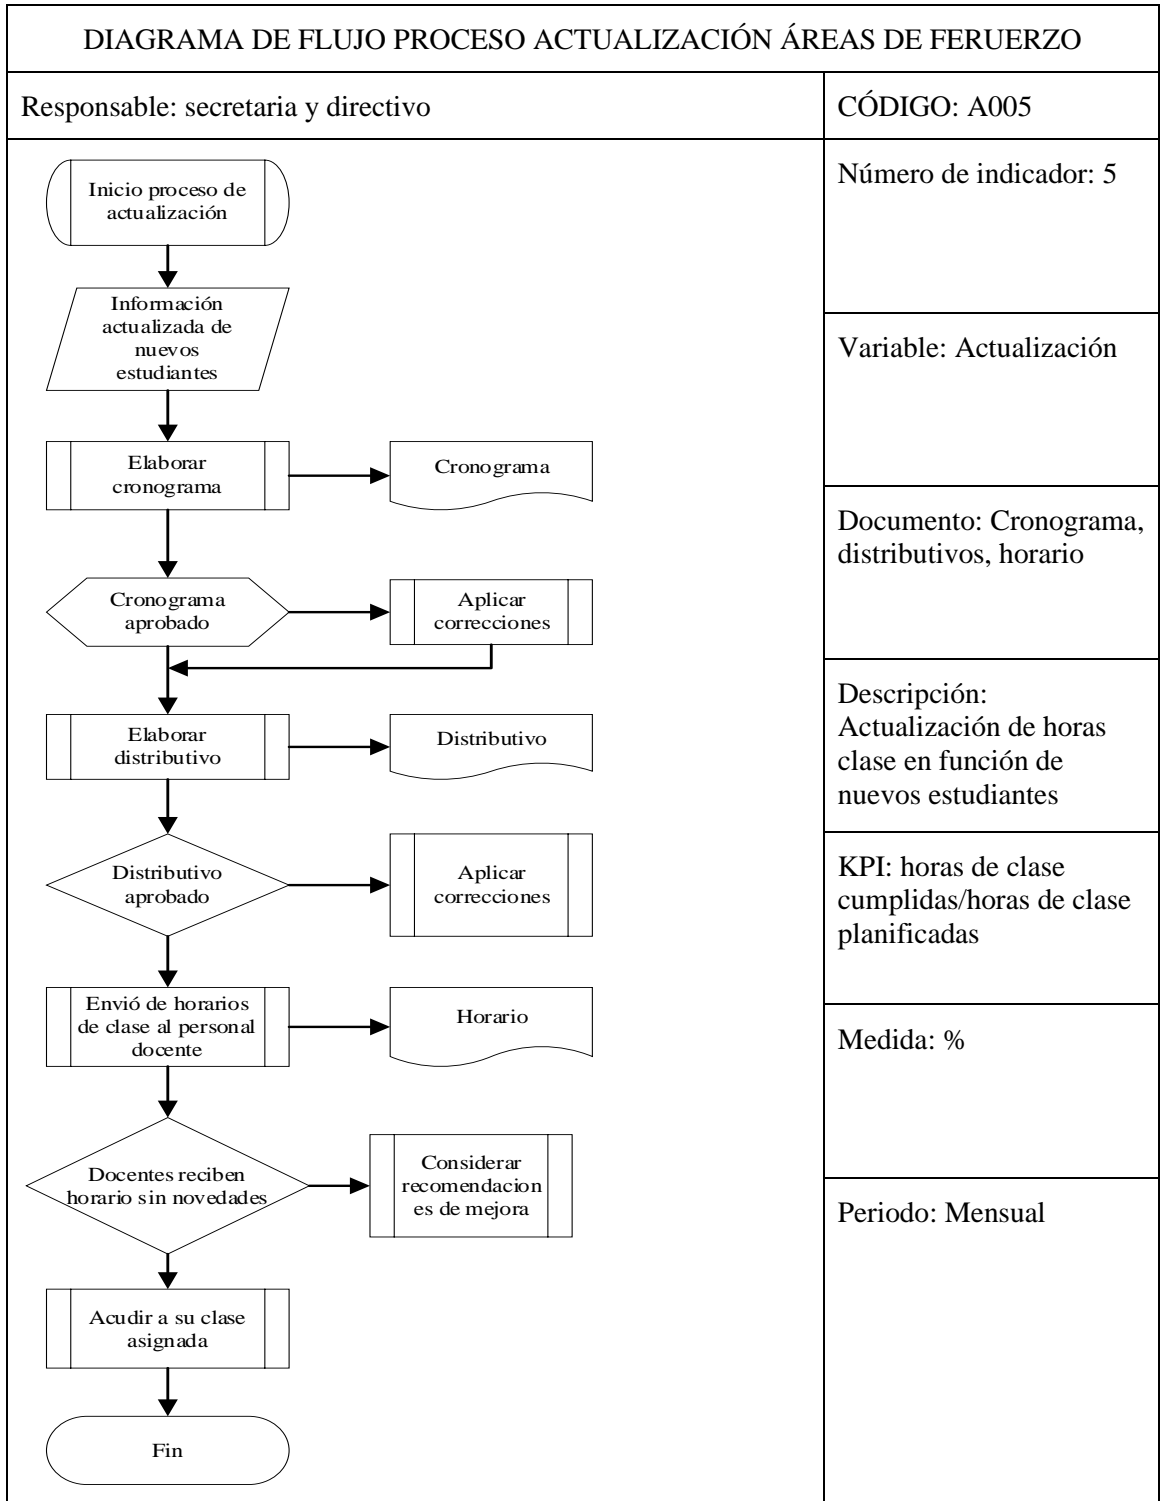 DIAGRAMA DE FLUJO PROCESO ACTUALIZACIÓN ÁREAS DE FERUERZO
Responsable: secretaria y directivo
CÓDIGO: A005
Inicio proceso de
actualización
Información
actualizada de
nuevos
estudiantes
Elaborar
cronograma
Cronograma
Cronograma
aprobado
Aplicar
correcciones
Elaborar
distributivo
Distributivo
Distributivo
aprobado
Aplicar
correcciones
Envió de horarios
de clase al personal
docente
Horario
Docentes reciben
horario sin novedades
Considerar
recomendacion
es de mejora
Acudir a su clase
asignada
Fin
Número de indicador: 5
Variable: Actualización
Documento: Cronograma,
distributivos, horario
Descripción:
Actualización de horas
clase en función de
nuevos estudiantes
KPI: horas de clase
cumplidas/horas de clase
planificadas
Medida: %
Periodo: Mensual